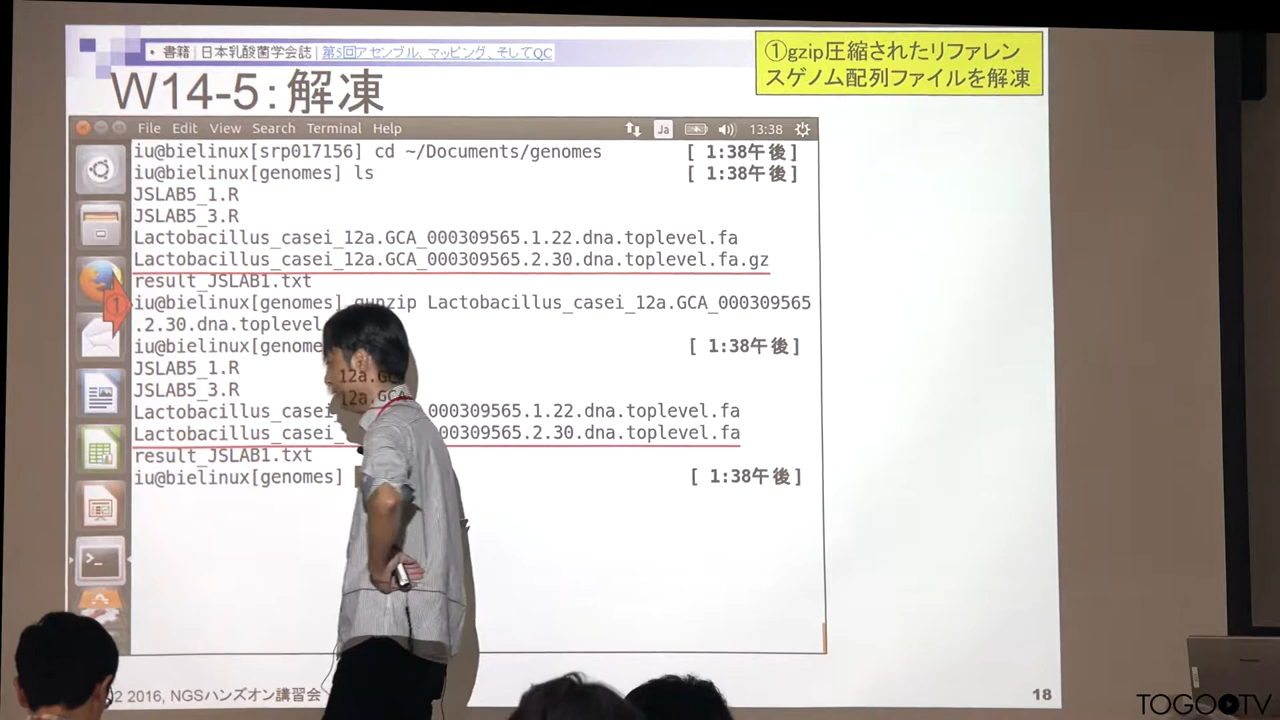 • 書籍 | 日本乳酸菌学会誌 | 第5回アセンブル、マッピング、そしてQC
①gzip圧縮されたリファレン
スゲノム配列ファイルを解凍
W14-5:解凍
File Edit View Search Terminal Help
Ja 13:38
iu@bielinux[srp017156] cd ~/Documents/genomes [ 1:38午後]
iu@bielinux[genomes] ls [ 1:38午後]
JSLAB5_1.R
JSLAB5_3.R
Lactobacillus_casei_12a.GCA_000309565.1.22.dna.toplevel.fa
Lactobacillus_casei_12a.GCA_000309565.2.30.dna.toplevel.fa.gz
result_JSLAB1.txt
① iu@bielinux[genomes] gunzip Lactobacillus_casei_12a.GCA_000309565
.2.30.dna.toplevel
iu@bielinux[genome [ 1:38午後]
JSLAB5_1.R
JSLAB5_3.R
Lactobacillus_casei_12a.GCA_000309565.1.22.dna.toplevel.fa
Lactobacillus_casei_12a.GCA_000309565.2.30.dna.toplevel.fa
result_JSLAB1.txt
iu@bielinux[genomes] [ 1:38午後]
2 2016, NGSハンズオン講習会
18
TOGOTV